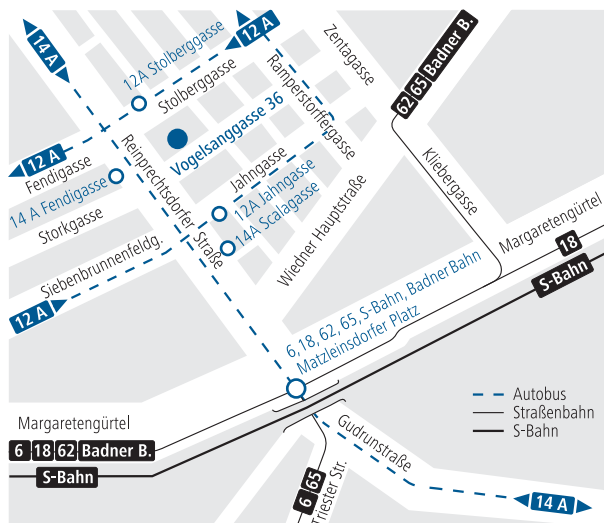 14 A
12A Stolberggasse
12 A
Zentagasse
62 65 Badner B.
Stolberggasse
Ramperstorffergasse
Vogelsanggasse 36
Reinprechtsdorfer Straße
12 A
Fendigasse
14 A Fendigasse
Storkgasse
Jahngasse
12A Jahngasse
14A Scalagasse
Kliebergasse
Wiedner Hauptstraße
Siebenbrunnenfeldg.
12 A
Margaretengürtel
18
S-Bahn
6, 18, 62, 65, S-Bahn, Badner Bahn
Matzleinsdorfer Platz
Margaretengürtel
6 18 62 Badner B.
S-Bahn
Gudrunstraße
6 65
Triester Str.
14 A
Autobus
Straßenbahn
S-Bahn